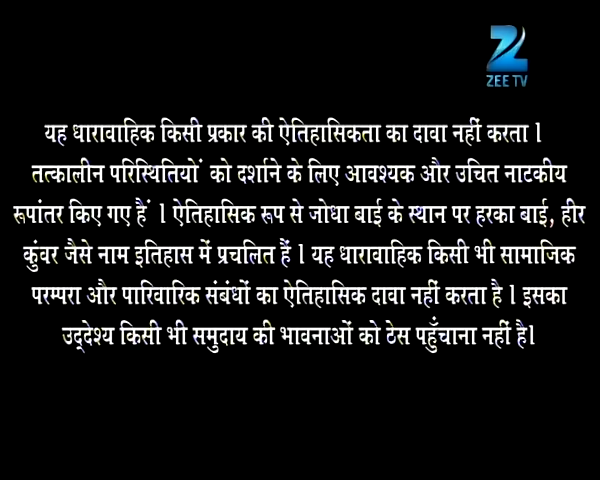 ZEE TV
यह धारावाहिक किसी प्रकार की ऐतिहासिकता का दावा नहीं करता l
तत्कालीन परिस्थितियों को दर्शाने के लिए आवश्यक और उचित नाटकीय
रूपांतर किए गए हैं l ऐतिहासिक रूप से जोधा बाई के स्थान पर हरका बाई, हीर
कुंवर जैसे नाम इतिहास में प्रचलित हैं l यह धारावाहिक किसी भी सामाजिक
परम्परा और पारिवारिक संबंधों का ऐतिहासिक दावा नहीं करता है l इसका
उद्देश्य किसी भी समुदाय की भावनाओं को ठेस पहुँचाना नहीं है।